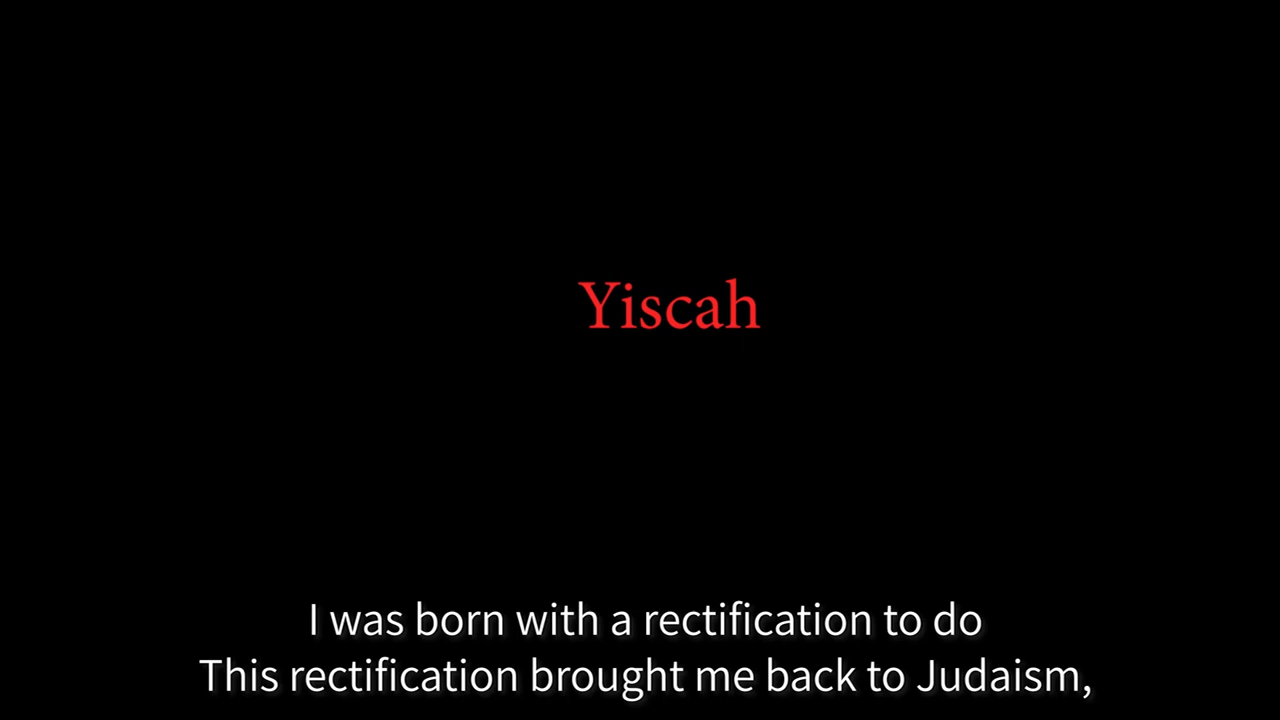 Yiscah
I was born with a rectification to do
This rectification brought me back to Judaism,